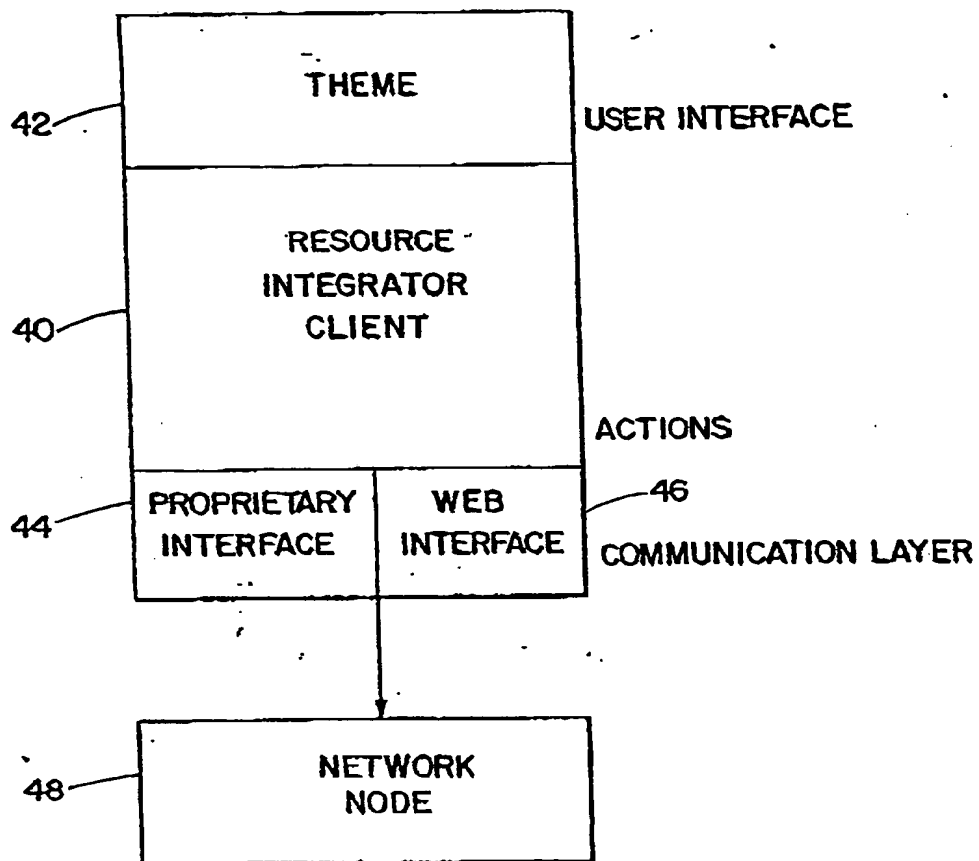 THEME
42
USER INTERFACE
RESOURCE
INTEGRATOR
CLIENT
40
ACTIONS
PROPRIETARY
INTERFACE
WEB
INTERFACE
46
44
COMMUNICATION LAYER
NETWORK
NODE
48